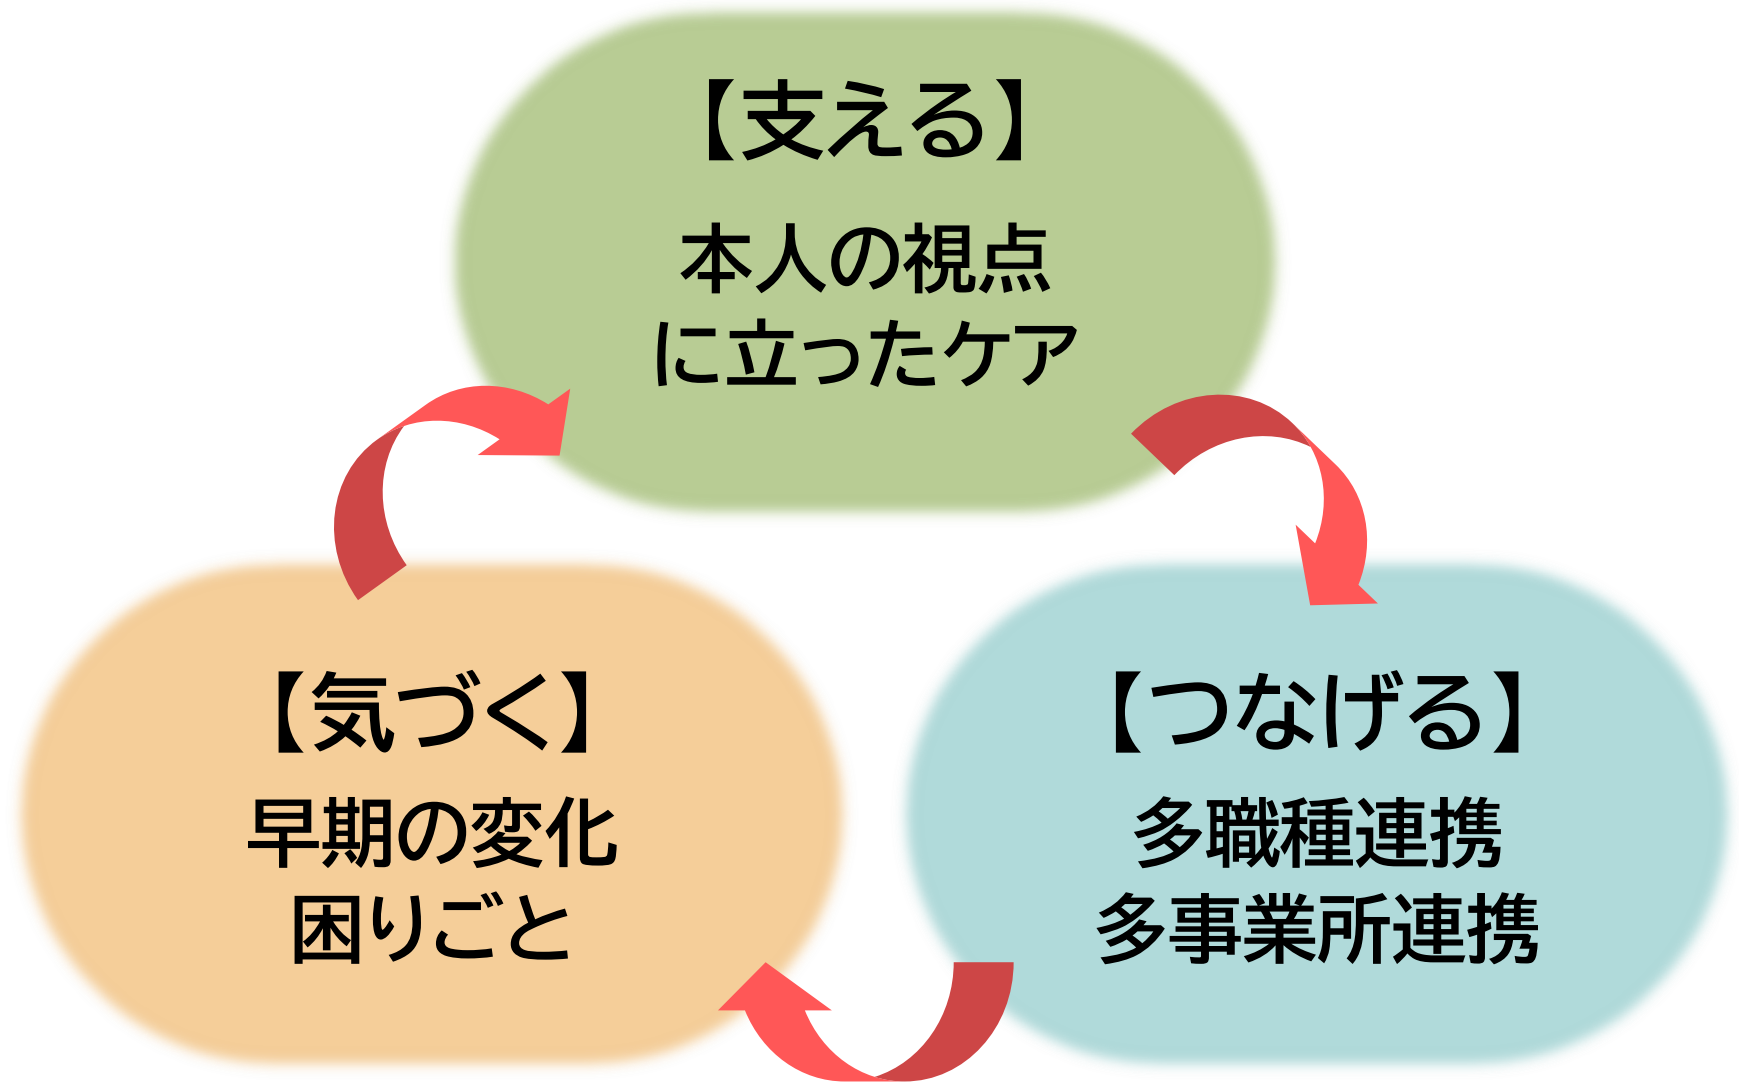 【支える】
本人の視点
に立ったケア
【気づく】
早期の変化
困りごと
【つなげる】
多職種連携
多事業所連携